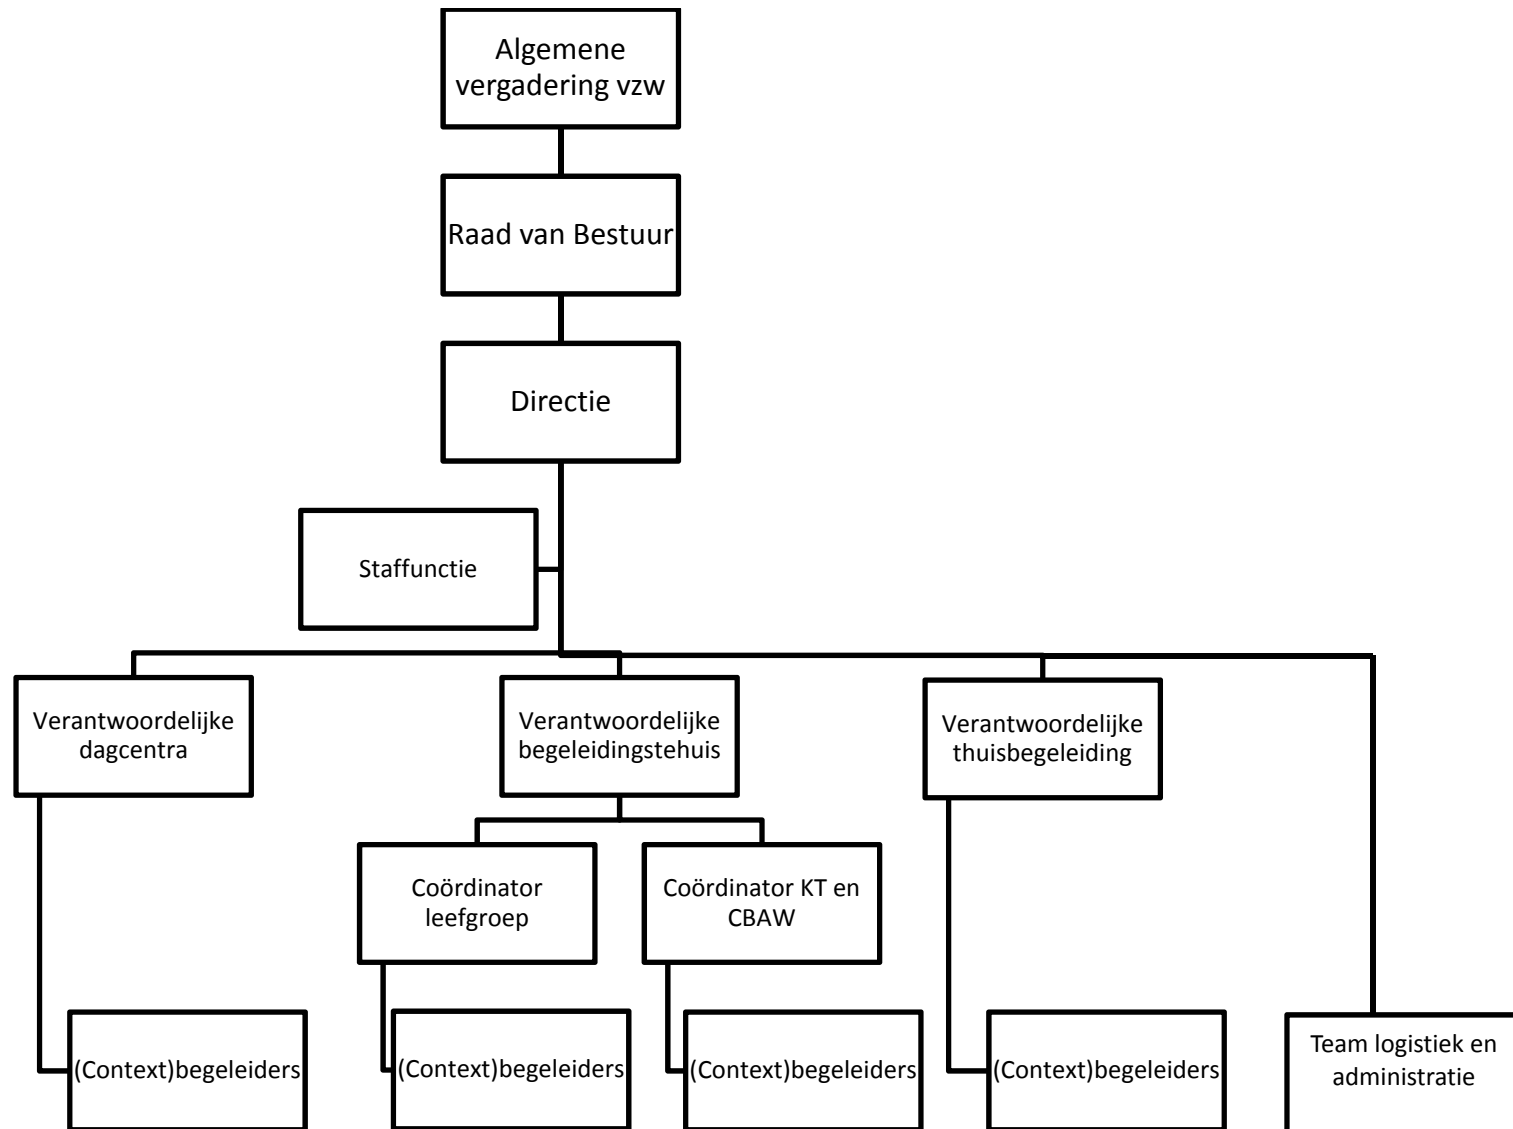 Algemene
vergadering vzw
Raad van Bestuur
Directie
Staffunctie
Verantwoordelijke
dagcentra
Verantwoordelijke
begeleidingstehuis
Verantwoordelijke
thuisbegeleiding
Coördinator
leefgroep
Coördinator KT en
CBAW
(Context)begeleiders
(Context)begeleiders
(Context)begeleiders
(Context)begeleiders
Team logistiek en
administratie